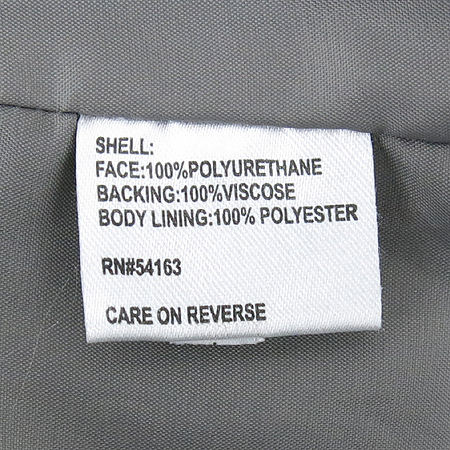 SHELL:
FACE:100%POLYURETHANE
BACKING:100%VISCOSE
BODY LINING:100% POLYESTER
RN#54163
CARE ON REVERSE